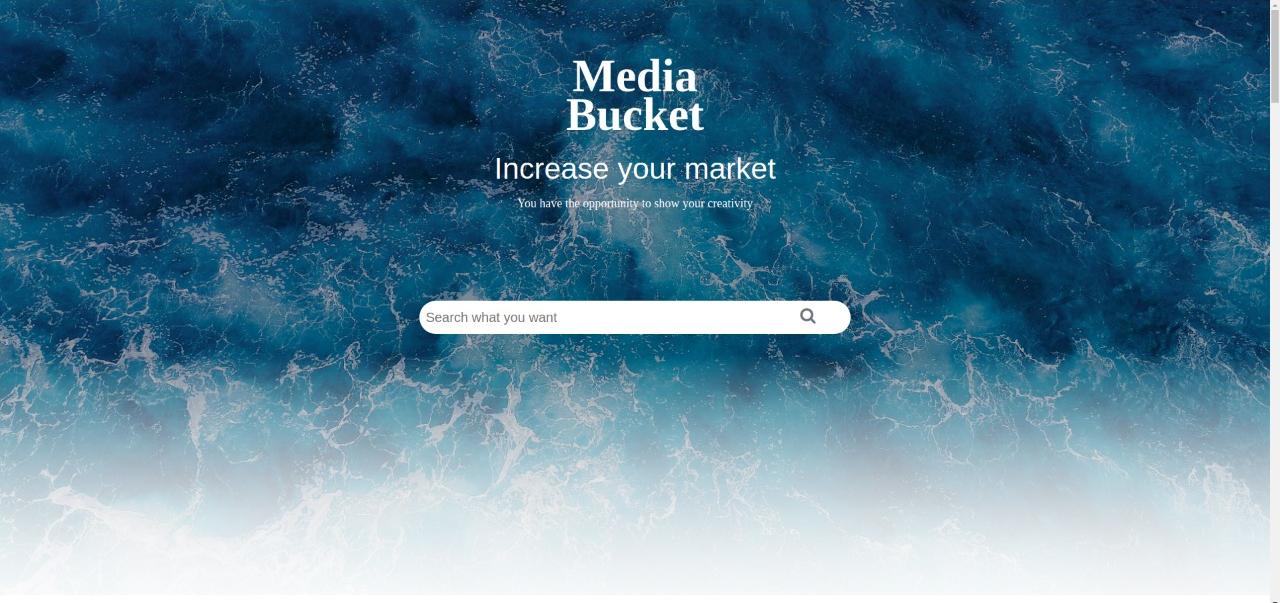 Media
Bucket
Increase your market
You have the opportunity to show your creativity
Search what you want